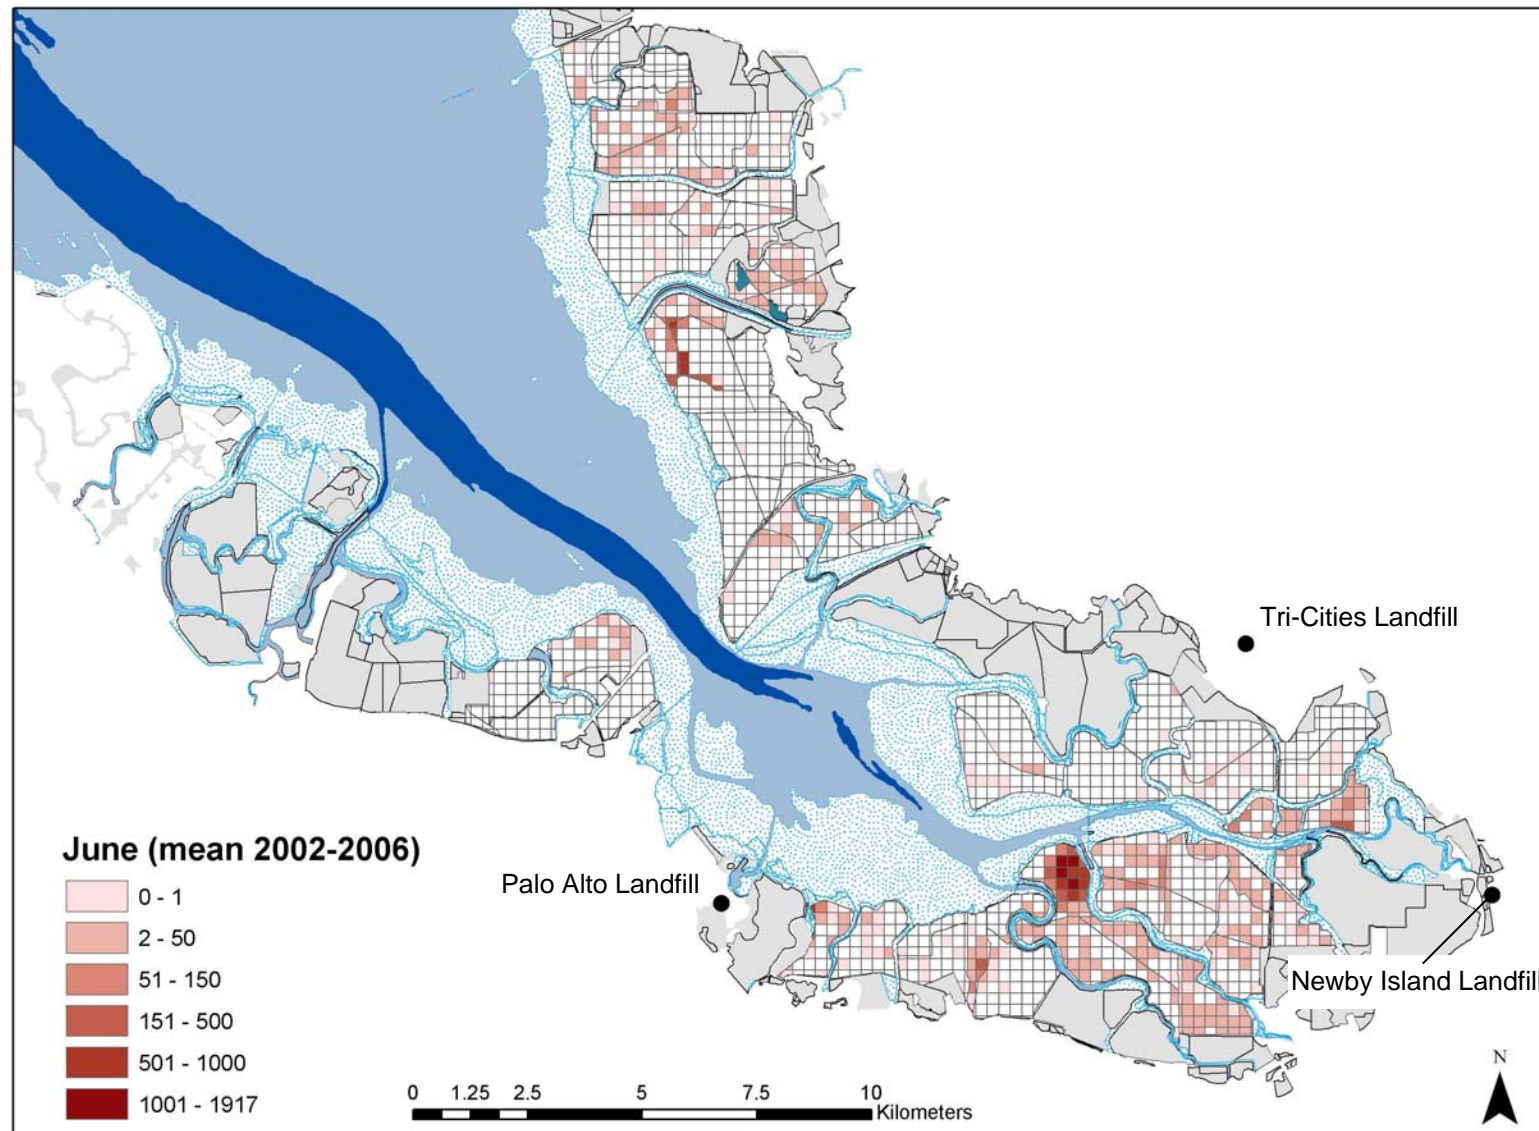 Tri-Cities Landfill
Palo Alto Landfill
Newby Island Landfill
June (mean 2002-2006)
0 - 1
2 - 50
51 - 150
151 - 500
501 - 1000
1001 - 1917
0 1.25 2.5 5 7.5 10
Kilometers
N